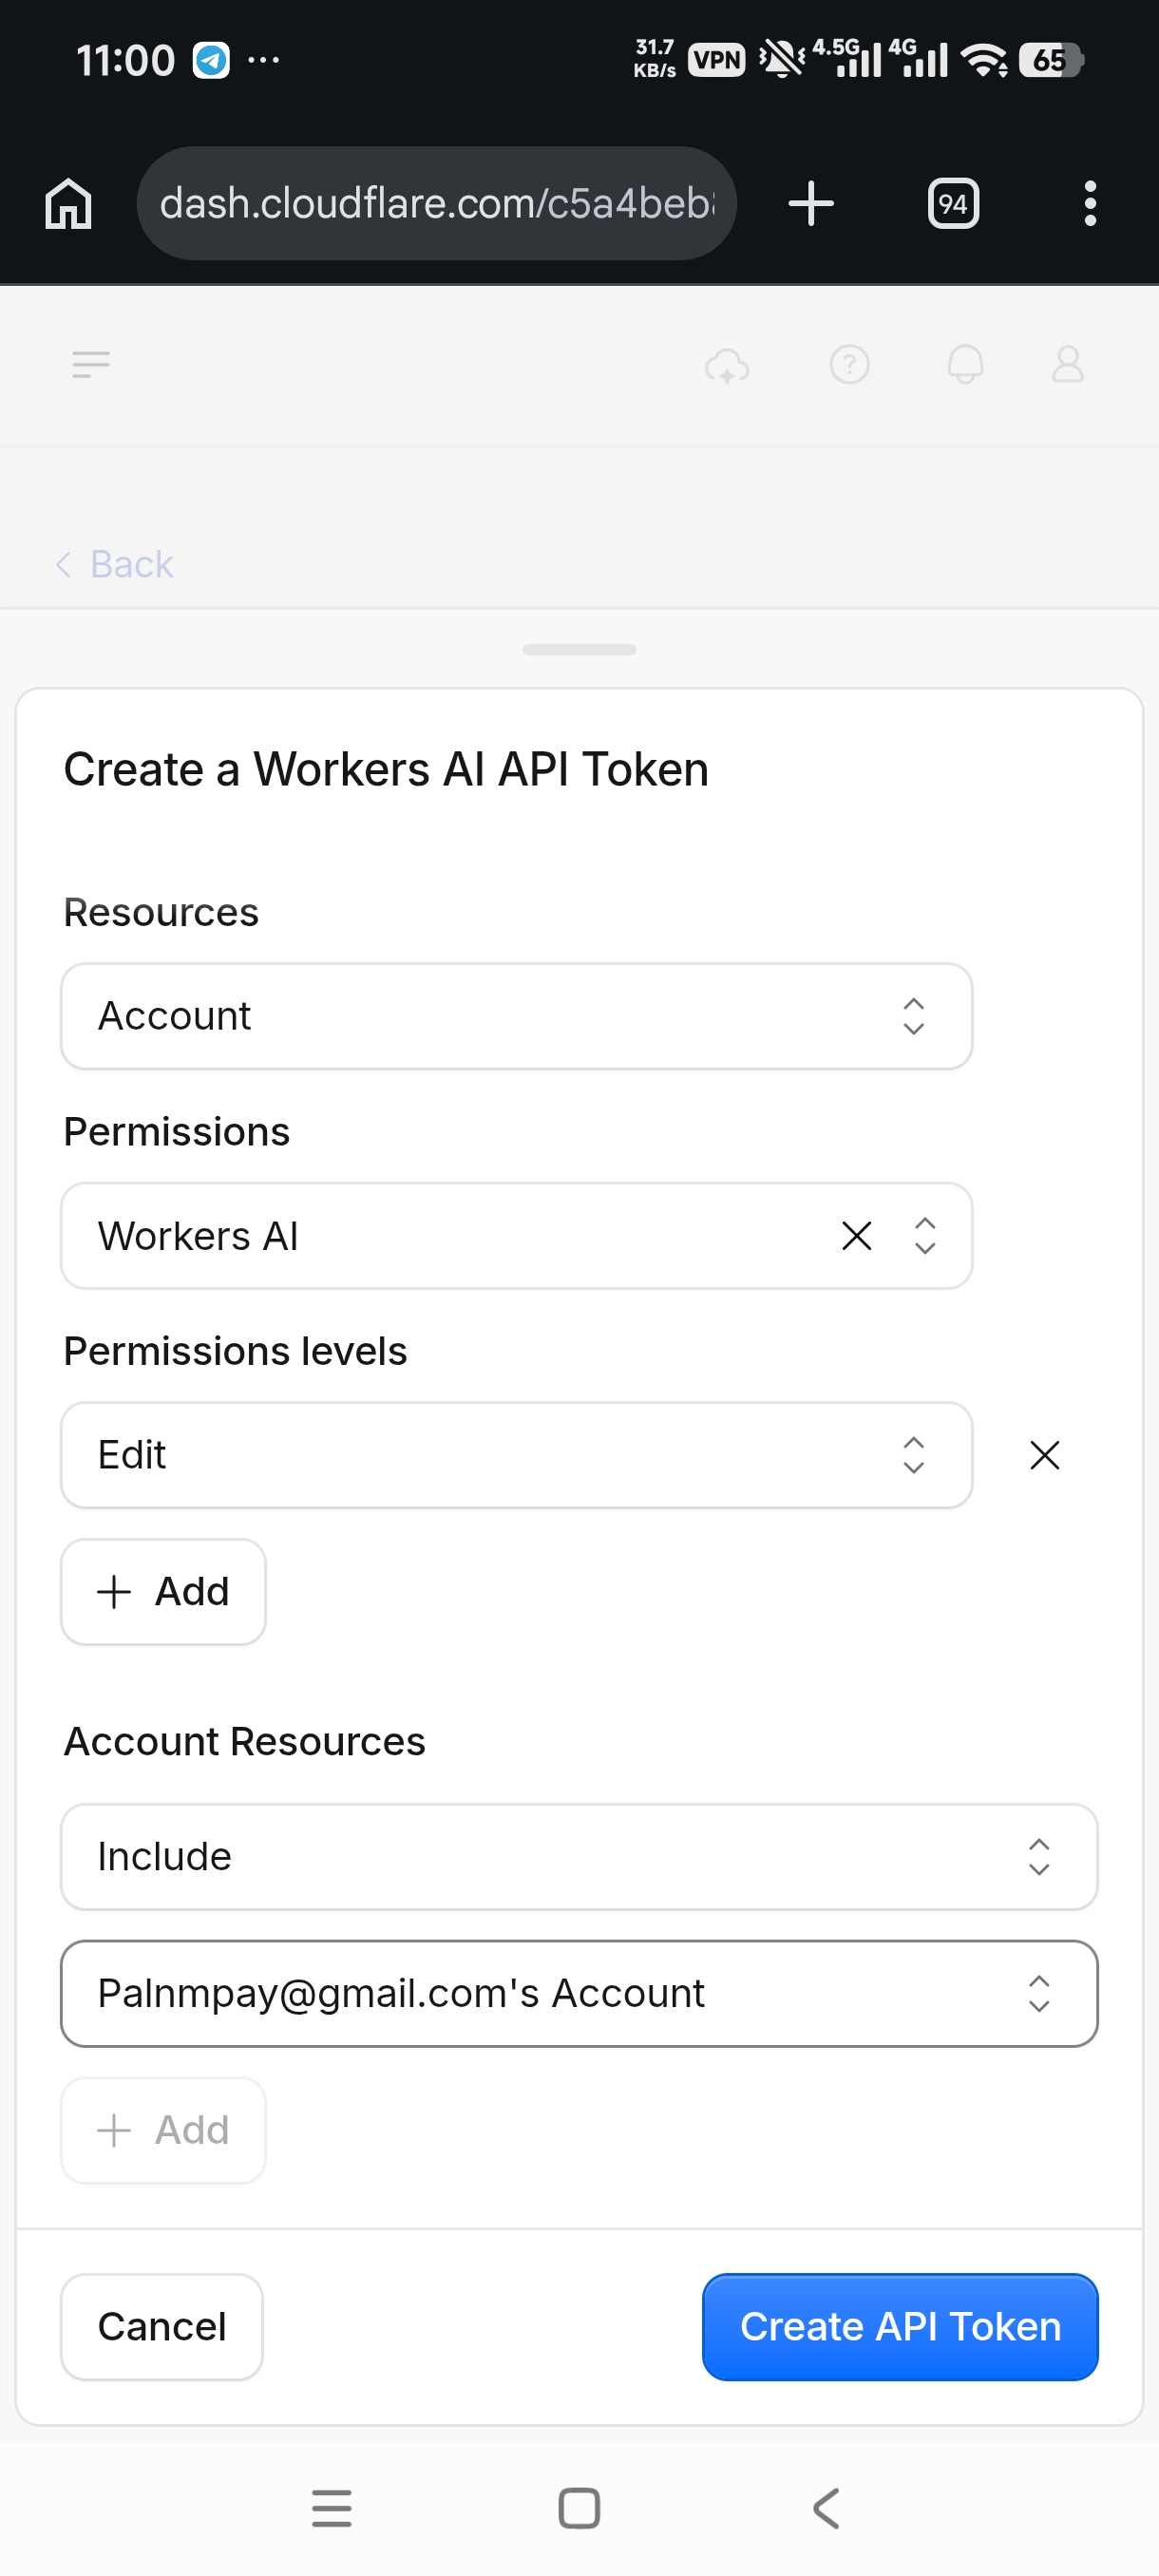 11:00
31.7
KB/s
VPN
4.5G
4G
65
dash.cloudflare.com/c5a4beb
94
Back
Create a Workers AI API Token
Resources
Account
Permissions
Workers AI
Permissions levels
Edit
Add
Account Resources
Include
Palnmpay@gmail.com's Account
Add
Cancel
Create API Token